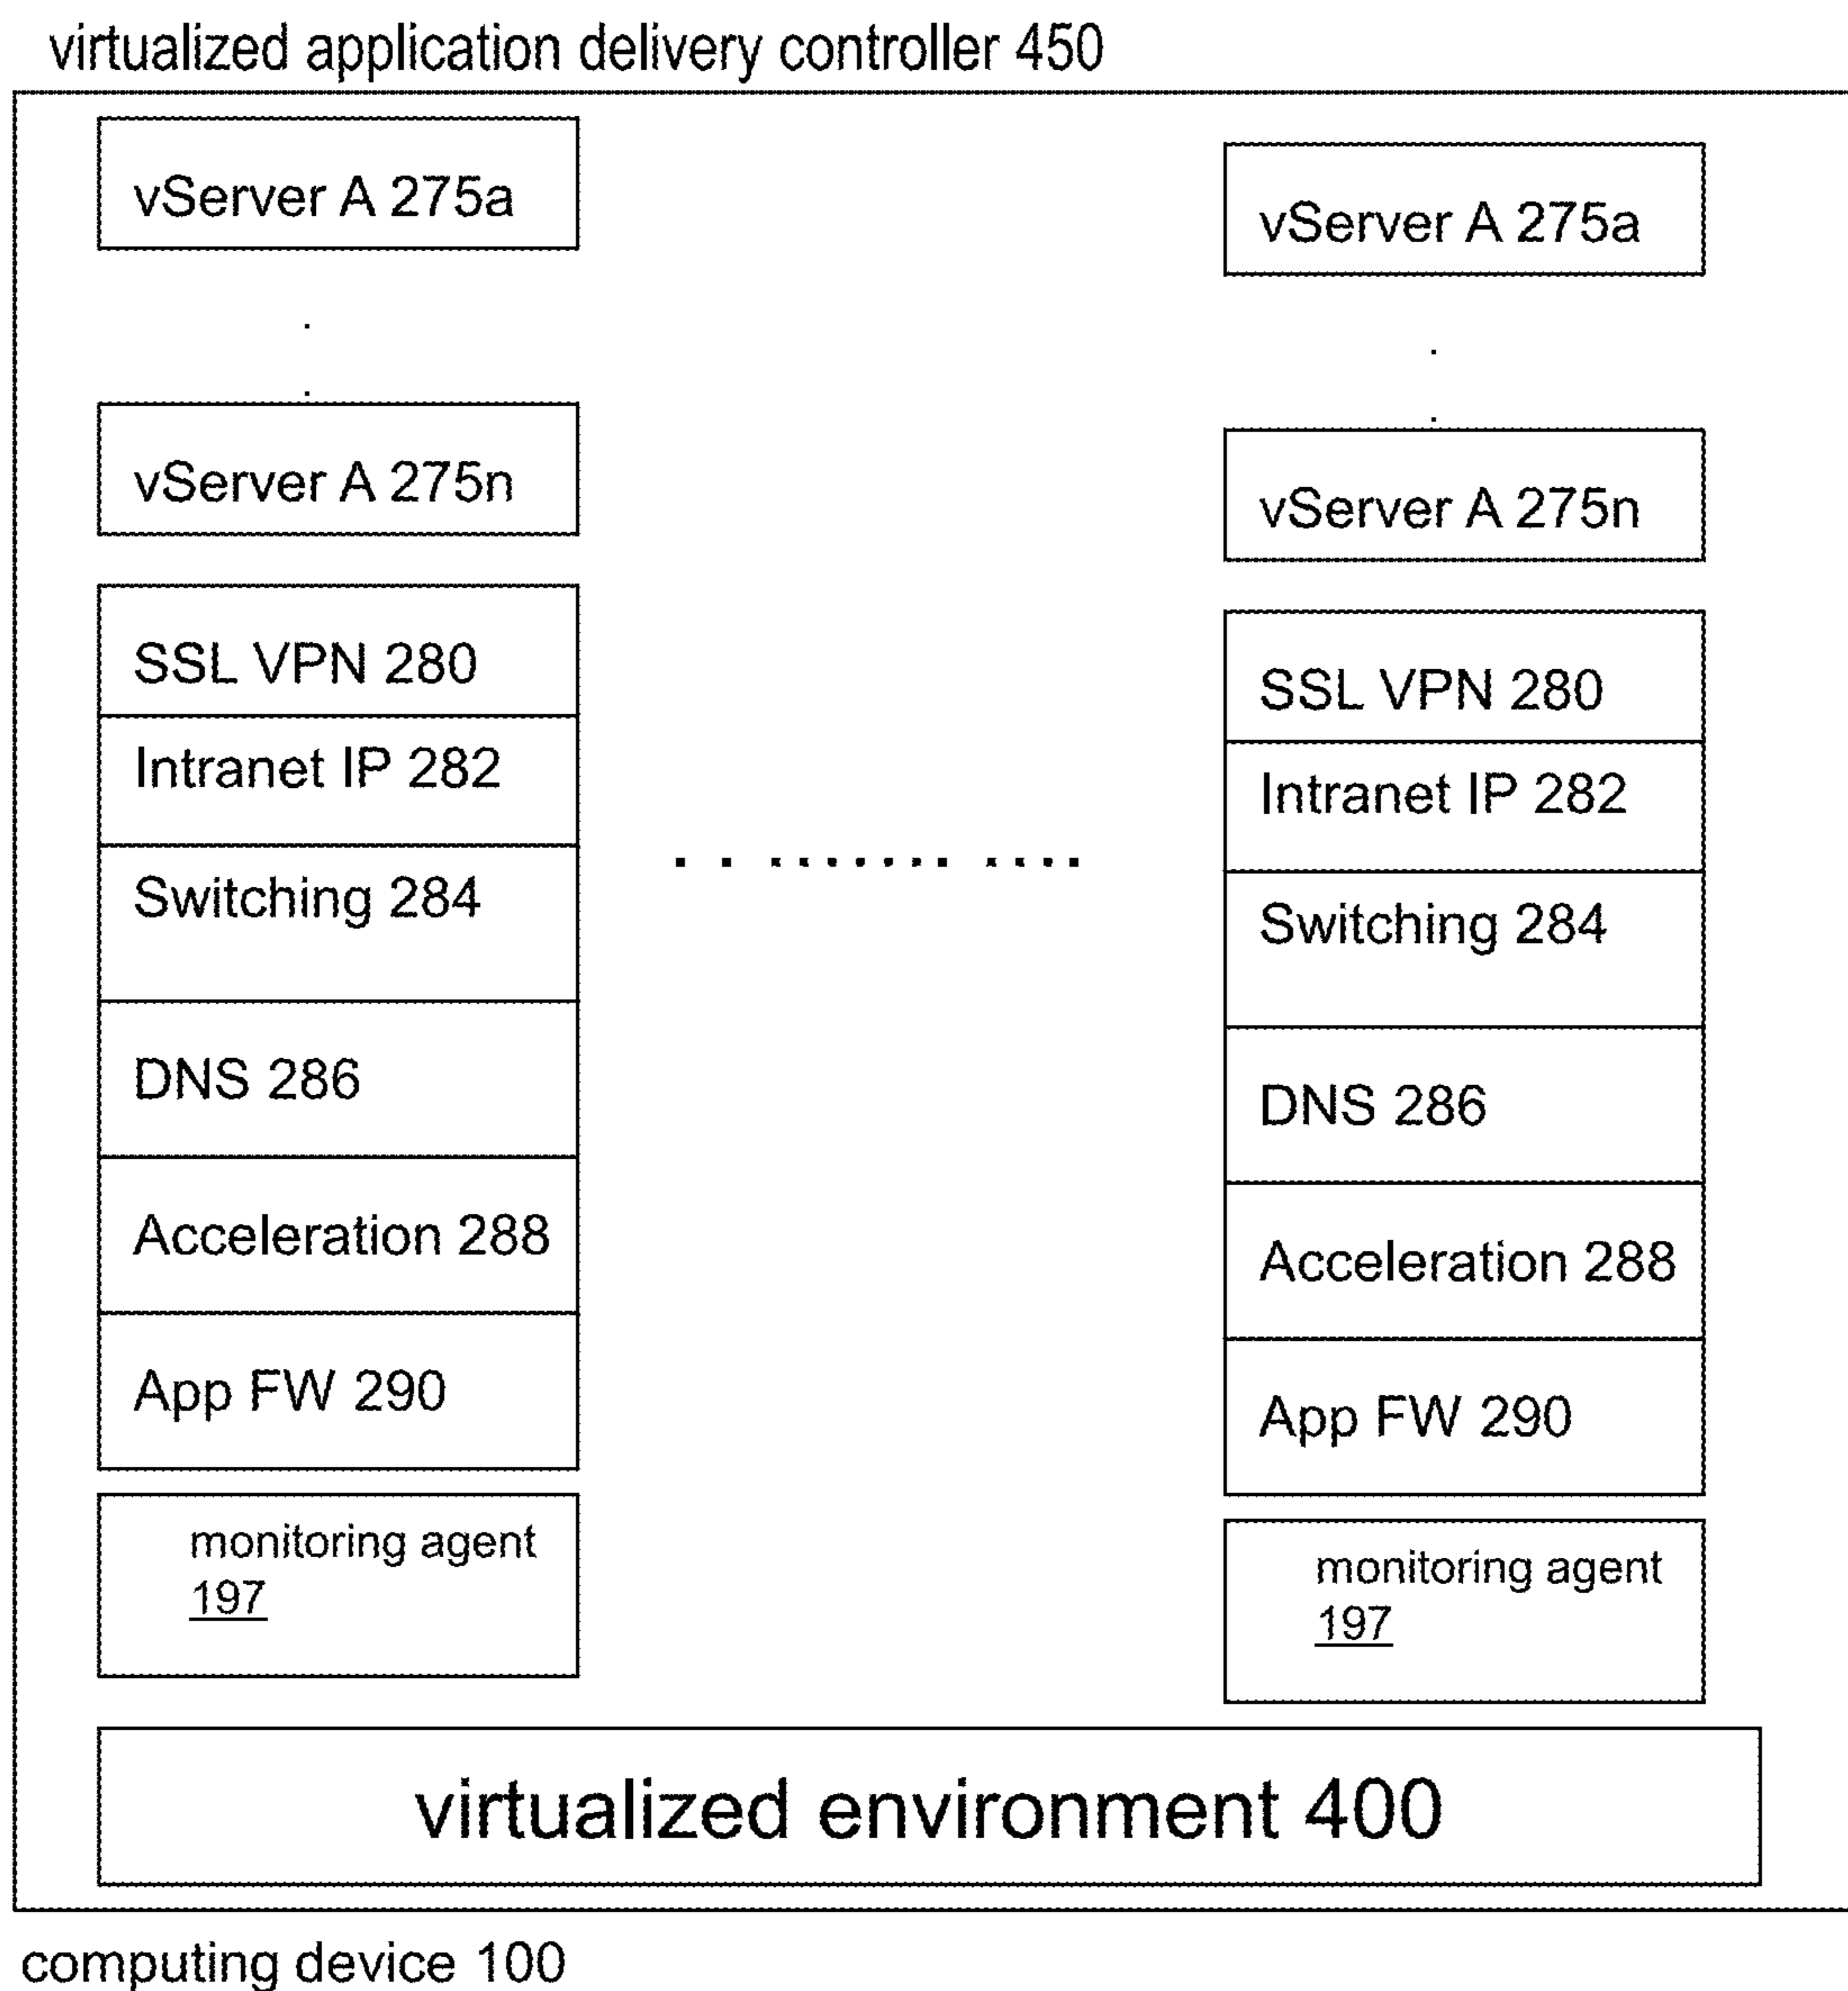 virtualized application delivery controller 450
vServer A 275a
vServer A 275n
SSL VPN 280
Intranet IP 282
Switching 284
DNS 286
Acceleration 288
App FW 290
monitoring agent
197
vServer A 275a
vServer A 275n
SSL VPN 280
Intranet IP 282
Switching 284
DNS 286
Acceleration 288
App FW 290
monitoring agent
197
virtualized environment 400
computing device 100